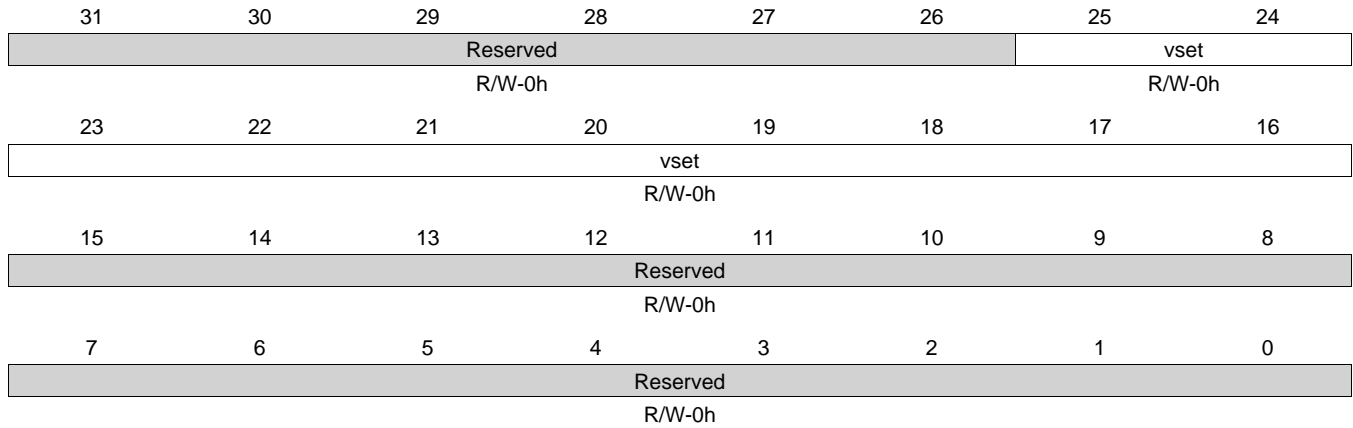 31 30 29 28 27 26 25 24
Reserved vset
R/W-0h R/W-0h
23 22 21 20 19 18 17 16
vset
R/W-0h
15 14 13 12 11 10 9 8
Reserved
R/W-0h
7 6 5 4 3 2 1 0
Reserved
R/W-0h